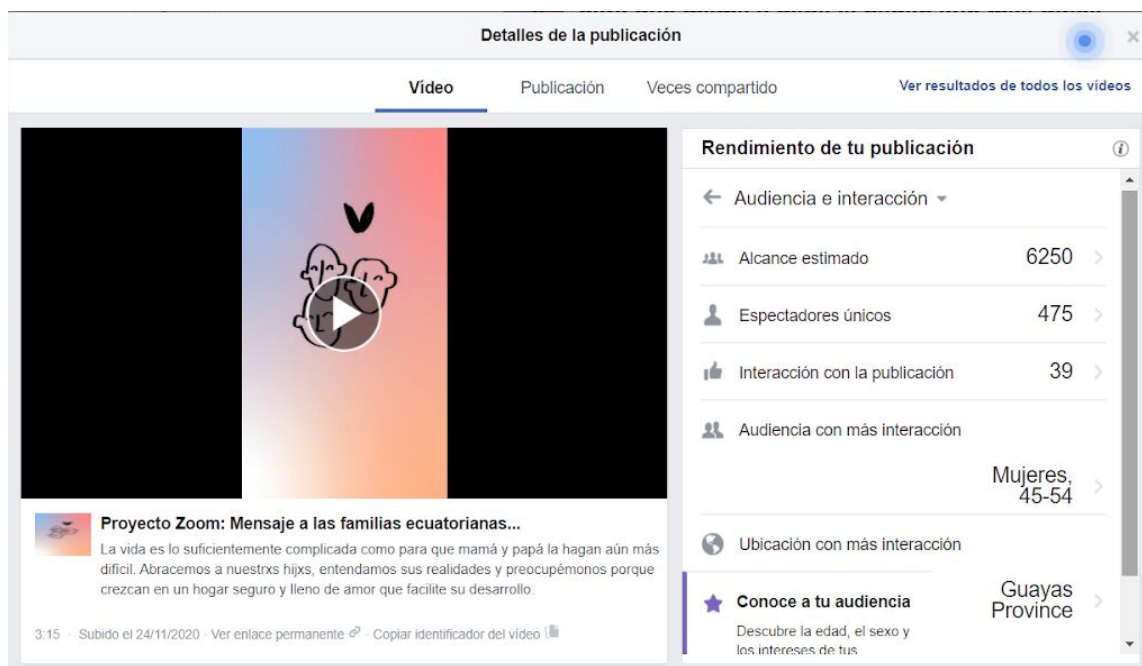 Detalles de la publicación
Vídeo Publicación Veces compartido Ver resultados de todos los vídeos
Rendimiento de tu publicación
Audiencia e interacción
Alcance estimado 6250
Espectadores únicos 475
Interacción con la publicación 39
Audiencia con más interacción
Mujeres,
45-54
Ubicación con más interacción
Guayas
Province
Conoce a tu audiencia
Descubre la edad, el sexo y
los intereses de tus
Proyecto Zoom: Mensaje a las familias ecuatorianas...
La vida es lo suficientemente complicada como para que mamá y papá la hagan aún más
difícil. Abracemos a nuestrxs hijxs, entendamos sus realidades y preocupémonos porque
crezcan en un hogar seguro y lleno de amor que facilite su desarrollo.
3:15 · Subido el 24/11/2020 · Ver enlace permanente · Copiar identificador del vídeo